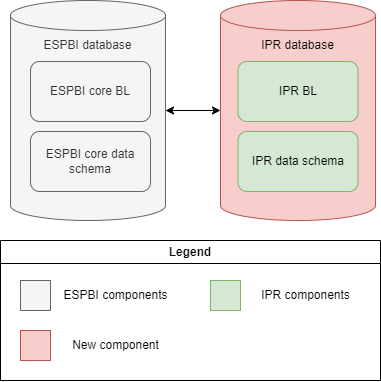 ESPBI database
IPR database
ESPBI core BL
IPR BL
ESPBI core data
schema
IPR data schema
Legend
ESPBI components
IPR components
New component